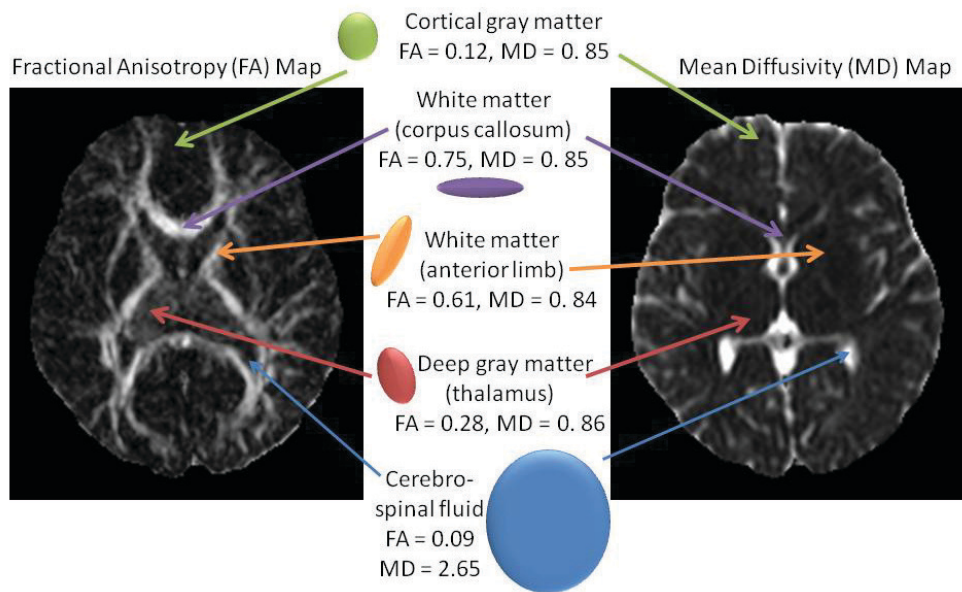 Cortical gray matter
FA = 0.12, MD = 0. 85
Fractional Anisotropy (FA) Map
Mean Diffusivity (MD) Map
White matter
(corpus callosum)
FA = 0.75, MD = 0. 85
White matter
(anterior limb)
FA = 0.61, MD = 0. 84
Deep gray matter
(thalamus)
FA = 0.28, MD = 0. 86
Cerebro-
spinal fluid
FA = 0.09
MD = 2.65